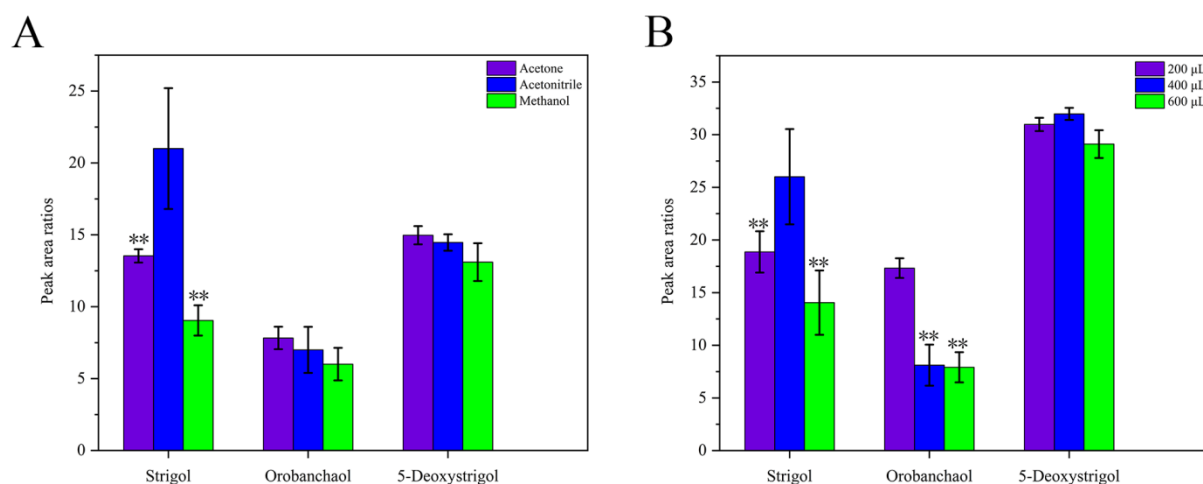 A
Peak area ratios
25
20
15
10
5
0
Acetone
Acetonitrile
Methanol
**
**
Strigol
Orobanchaol
5-Deoxystrigol
B
Peak area ratios
35
30
25
20
15
10
5
0
200 μL
400 μL
600 μL
**
**
**
**
Strigol
Orobanchaol
5-Deoxystrigol